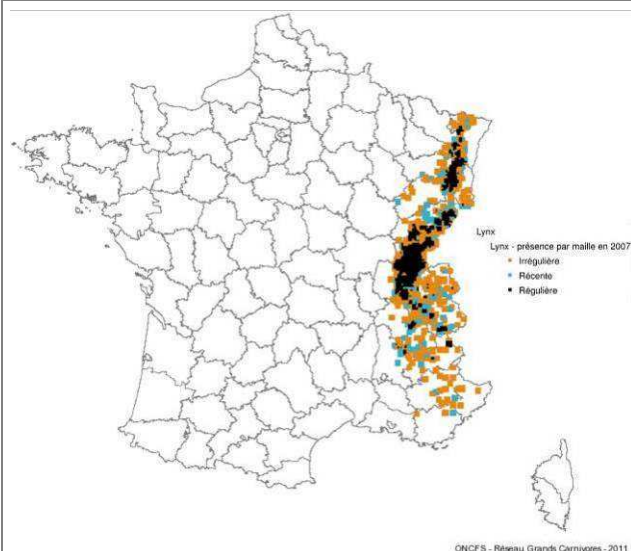 Lynx
Lynx - présence par maille en 2007
Irrégulière
Récente
Régulière
ONCFS - Réseau Grands Carnivores - 2011